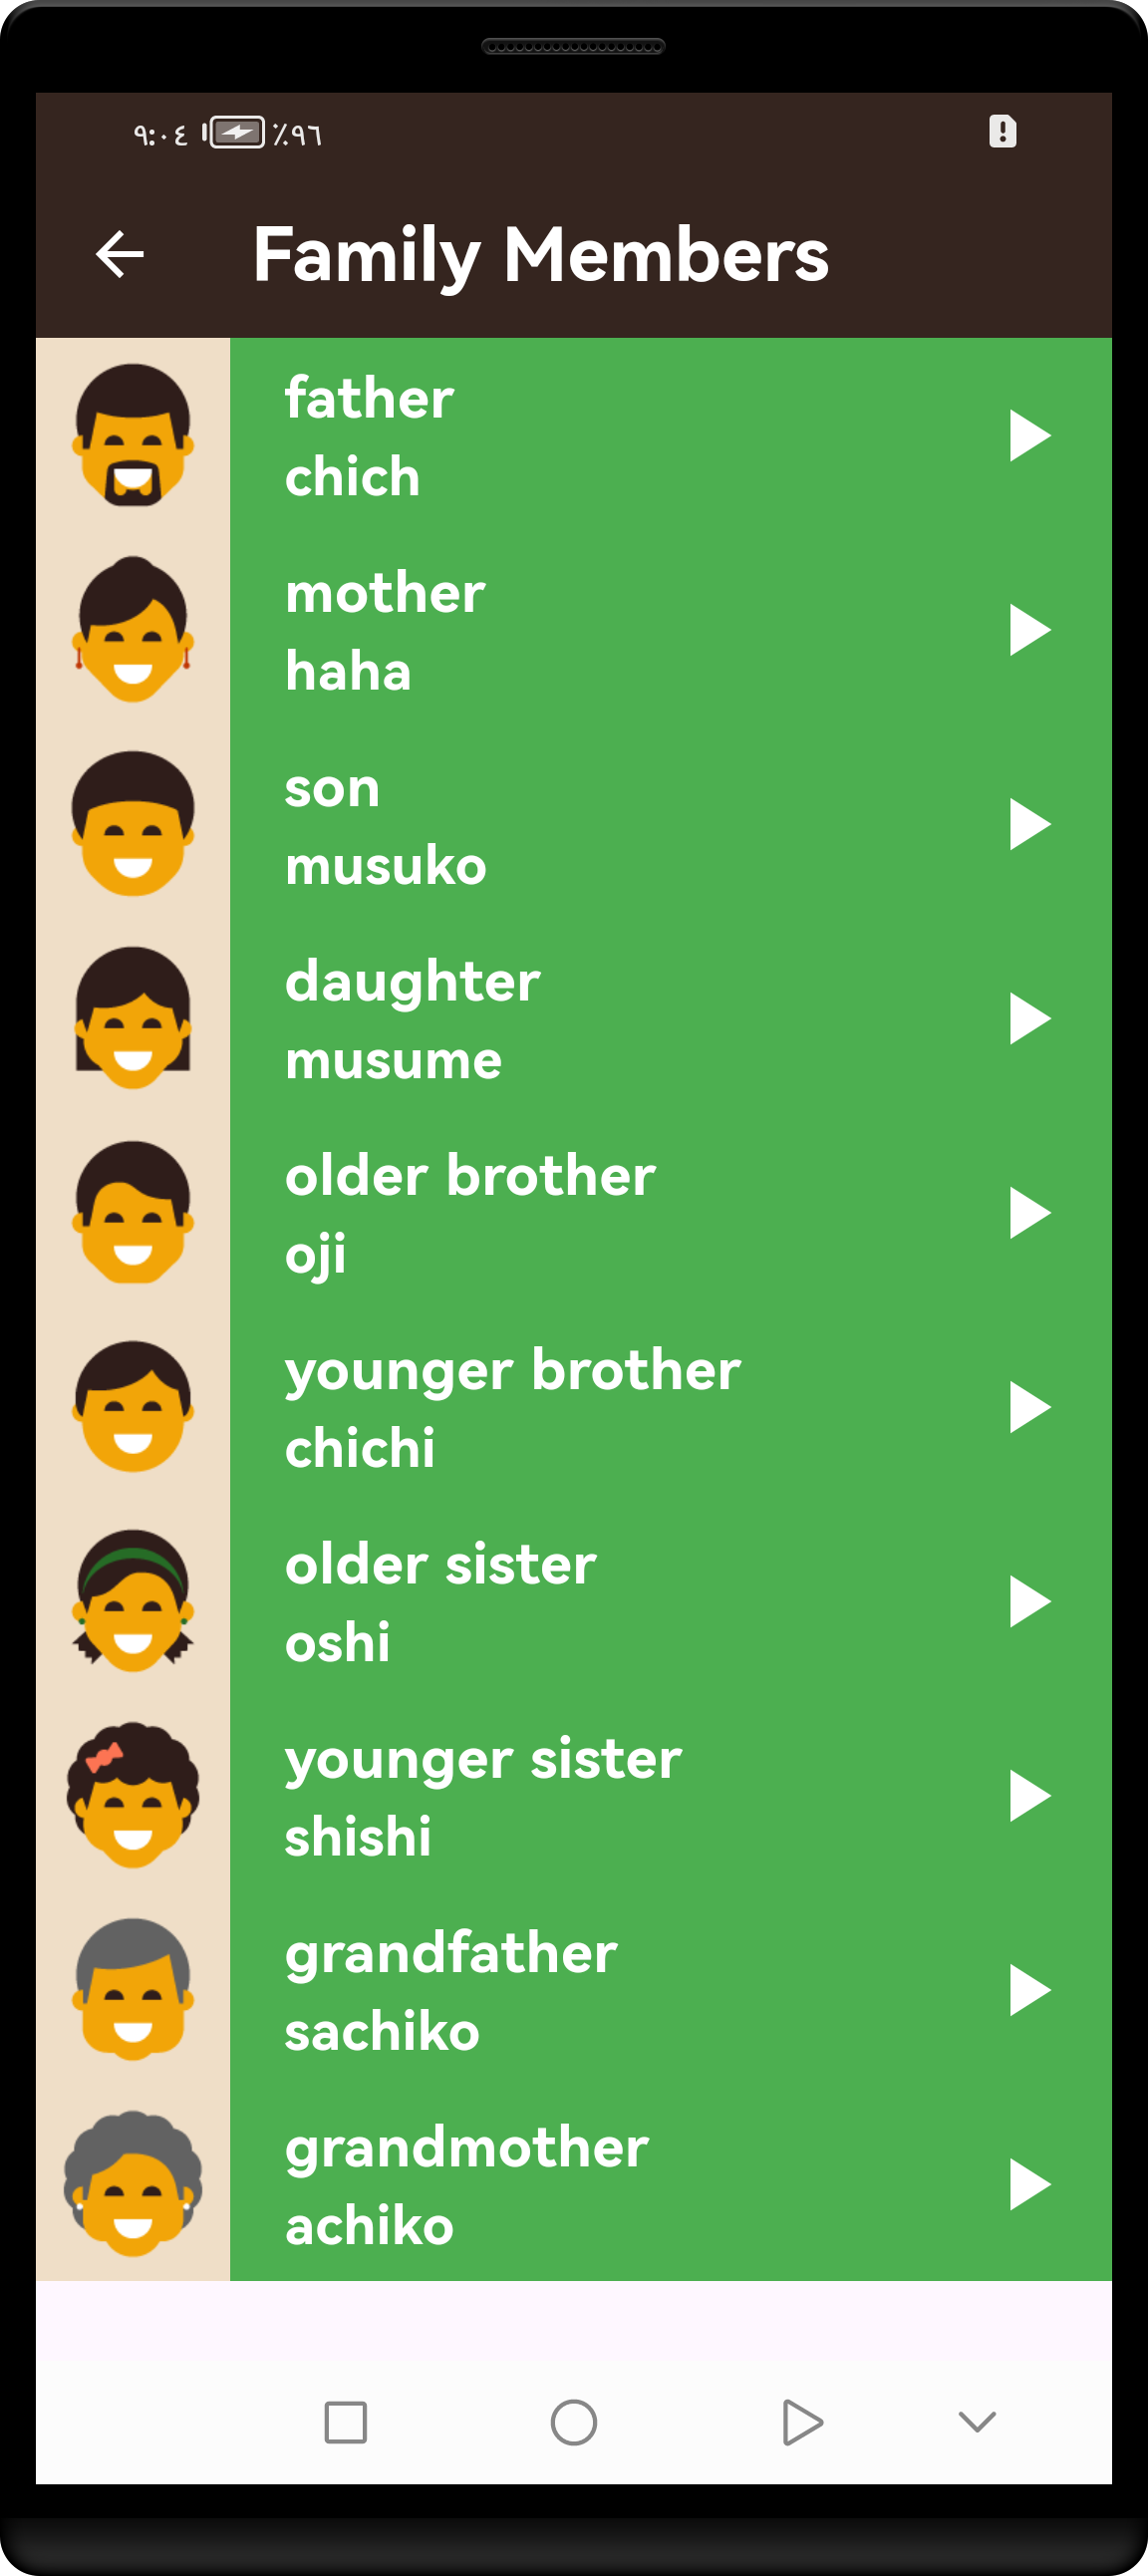 ٩:٠٤ ٪٩٦
Family Members
father
chich
mother
haha
son
musuko
daughter
musume
older brother
oji
younger brother
chichi
older sister
oshi
younger sister
shishi
grandfather
sachiko
grandmother
achiko